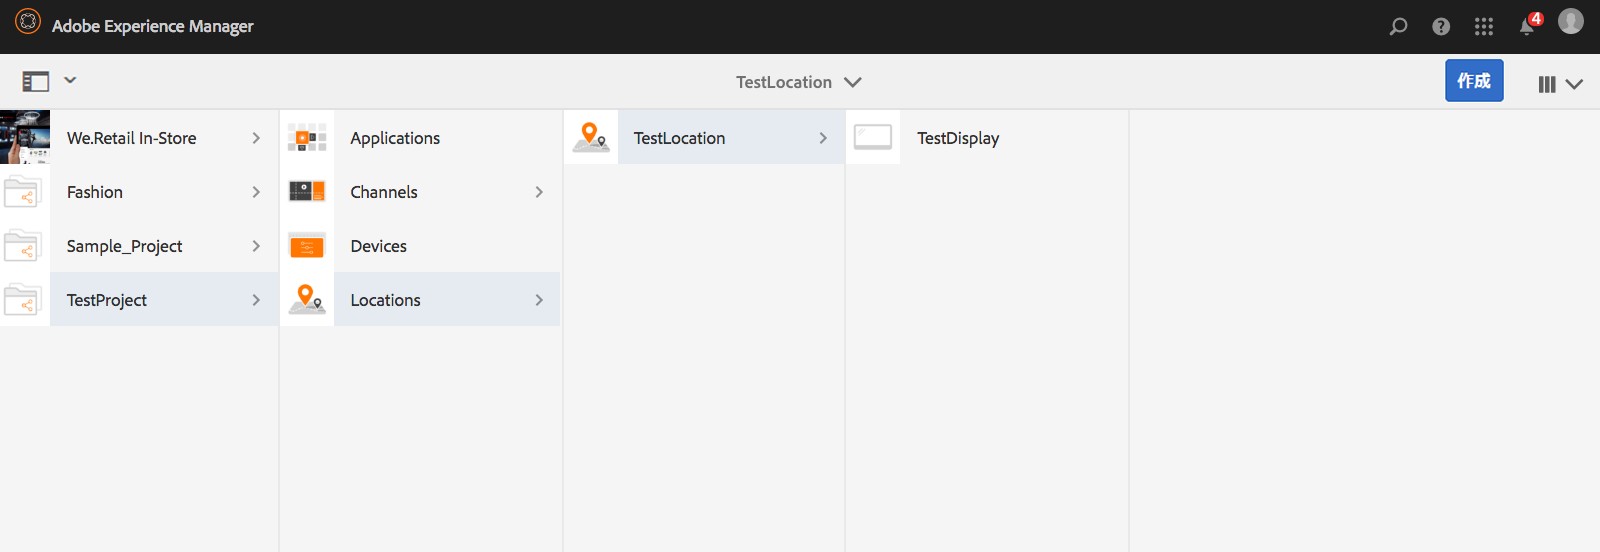 Adobe Experience Manager
4
TestLocation
作成
We.Retail In-Store
Fashion
Sample_Project
TestProject
Applications
Channels
Devices
Locations
TestLocation
TestDisplay